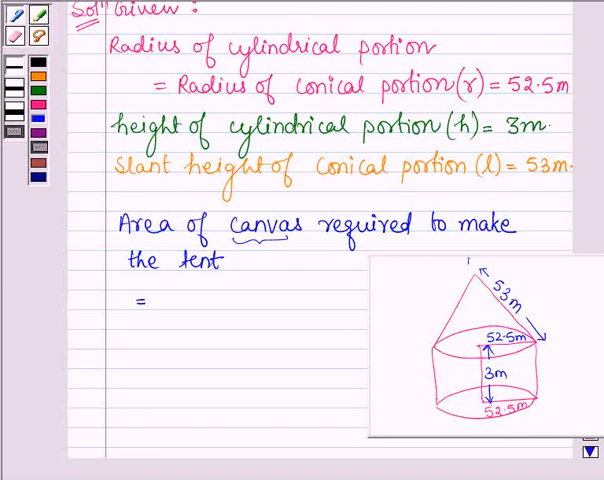 Solⁿ Given :
Radius of cylindrical portion
= Radius of conical portion (r) = 52.5m
height of cylindrical portion (h) = 3m.
Slant height of conical portion (l) = 53m.
Area of canvas required to make
the tent
=
53m
52.5m
3m
52.5m